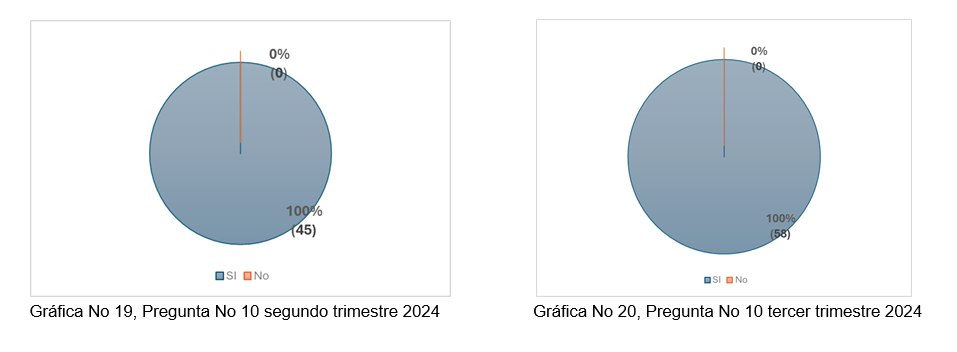 0%
(0)
100%
(45)
SI No
Gráfica No 19, Pregunta No 10 segundo trimestre 2024
0%
(0)
100%
(58)
SI No
Gráfica No 20, Pregunta No 10 tercer trimestre 2024